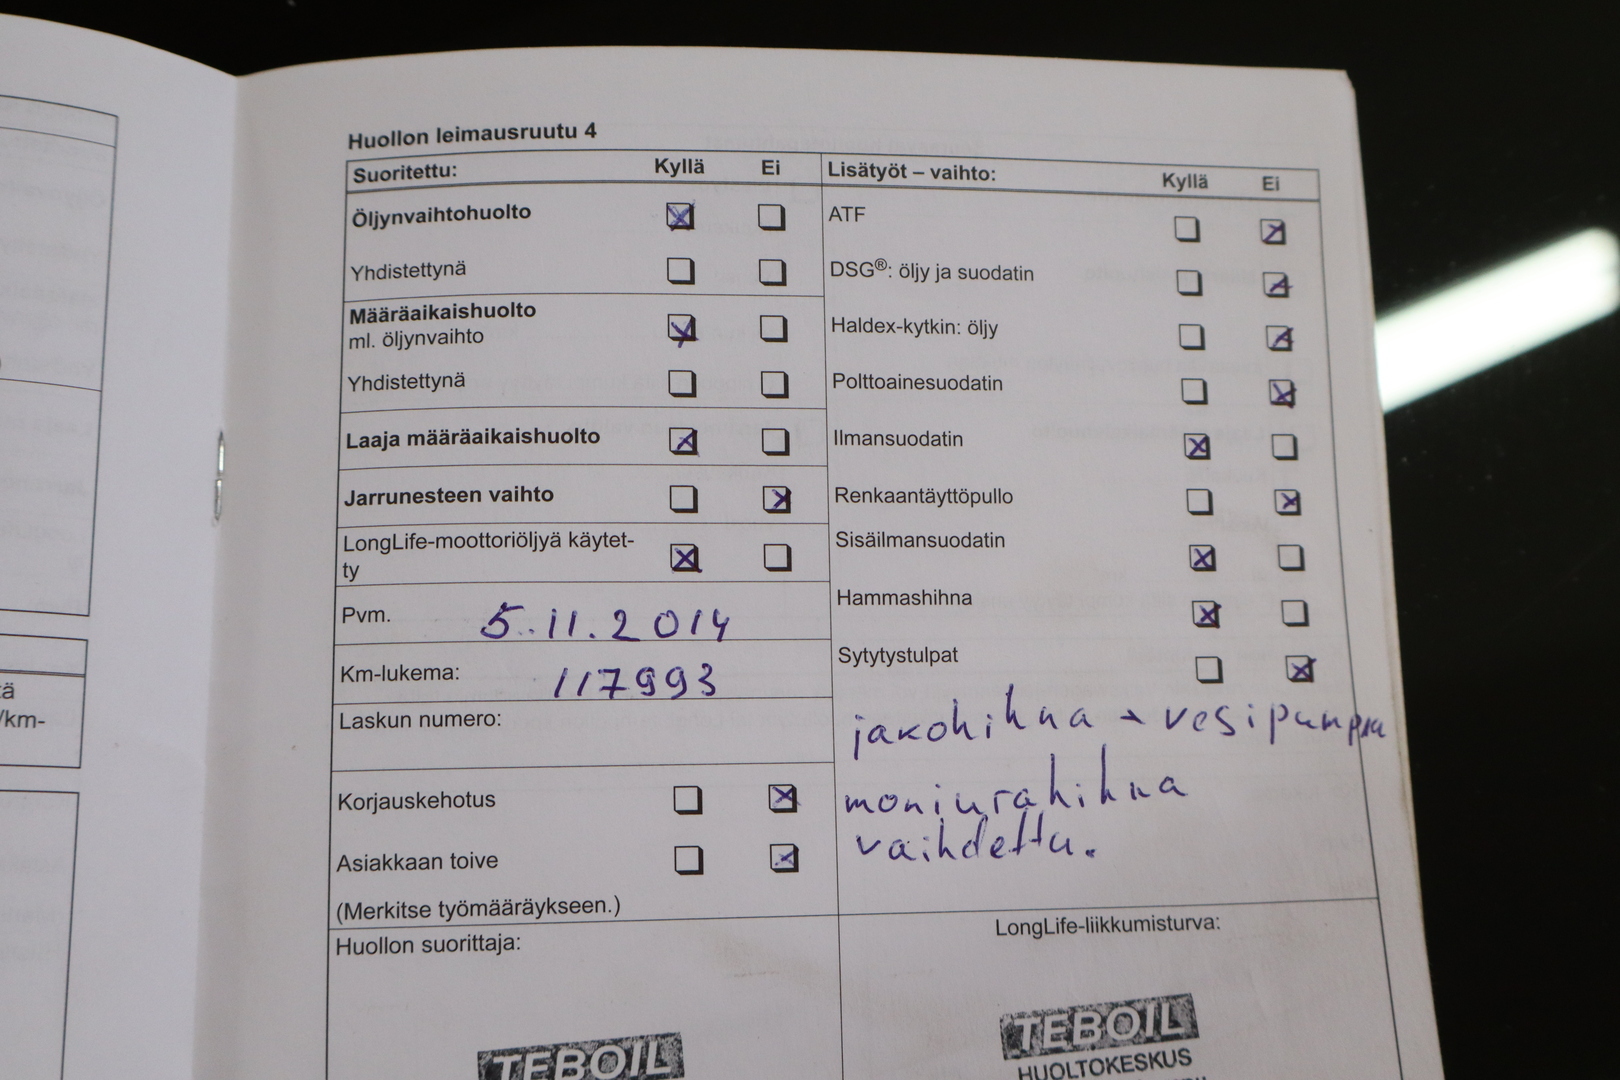 Huollon leimausruutu 4
Suoritettu: Kyllä Ei
Öljynvaihtohuolto
Yhdistettynä
Määräaikaishuolto
ml. öljynvaihto
Yhdistettynä
Laaja määräaikaishuolto
Jarrunesteen vaihto
LongLife-moottoriöljyä käytet-
ty
Pvm. 5.11.2014
Km-lukema: 117993
Laskun numero:
Korjauskehotus
Asiakkaan toive
(Merkitse työmääräykseen.)
Huollon suorittaja:
TEBOIL
Lisätyöt – vaihto: Kyllä Ei
ATF
DSG®: öljy ja suodatin
Haldex-kytkin: öljy
Polttoainesuodatin
Ilmansuodatin
Renkaantäyttöpullo
Sisäilmansuodatin
Hammashihna
Sytytystulpat
jakohihna + vesipumppu
moniurahihna
vaihdettu.
LongLife-liikkumisturva:
TEBOIL
HUOLTOKESKUS
tä
/km-